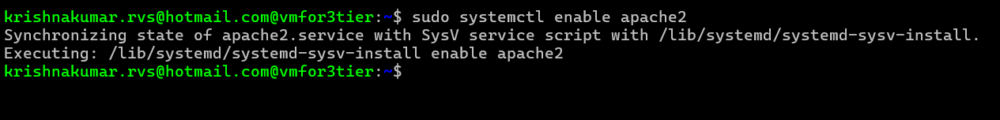 krishnakumar.rvs@hotmail.com@vmfor3tier:~$ sudo systemctl enable apache2
Synchronizing state of apache2.service with SysV service script with /lib/systemd/systemd-sysv-install.
Executing: /lib/systemd/systemd-sysv-install enable apache2
krishnakumar.rvs@hotmail.com@vmfor3tier:~$